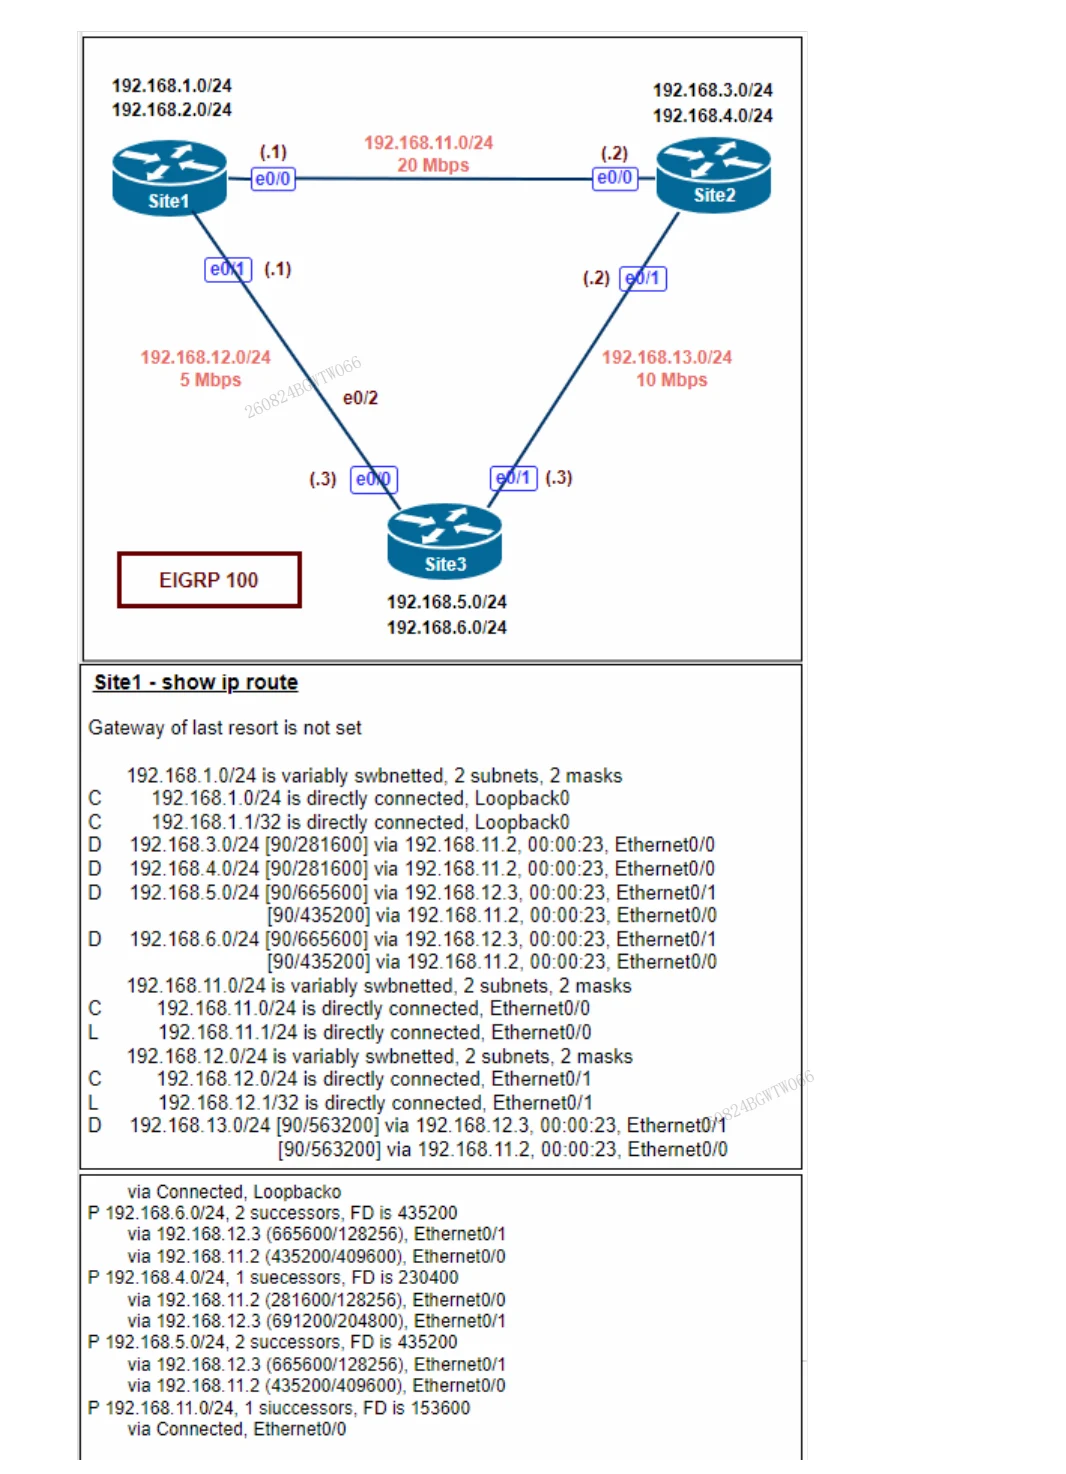 192.168.1.0/24
192.168.2.0/24
192.168.3.0/24
192.168.4.0/24
192.168.11.0/24
20 Mbps
(.1)
(.2)
e0/0
e0/0
Site1
Site2
e0/1
(.1)
(.2)
e0/1
192.168.12.0/24
5 Mbps
192.168.13.0/24
10 Mbps
260824BGWTW066
e0/2
(.3)
e0/0
e0/1
(.3)
Site3
EIGRP 100
192.168.5.0/24
192.168.6.0/24
Site1 - show ip route
Gateway of last resort is not set
192.168.1.0/24 is variably swbnetted, 2 subnets, 2 masks
C 192.168.1.0/24 is directly connected, Loopback0
C 192.168.1.1/32 is directly connected, Loopback0
D 192.168.3.0/24 [90/281600] via 192.168.11.2, 00:00:23, Ethernet0/0
D 192.168.4.0/24 [90/281600] via 192.168.11.2, 00:00:23, Ethernet0/0
D 192.168.5.0/24 [90/665600] via 192.168.12.3, 00:00:23, Ethernet0/1
[90/435200] via 192.168.11.2, 00:00:23, Ethernet0/0
D 192.168.6.0/24 [90/665600] via 192.168.12.3, 00:00:23, Ethernet0/1
[90/435200] via 192.168.11.2, 00:00:23, Ethernet0/0
192.168.11.0/24 is variably swbnetted, 2 subnets, 2 masks
C 192.168.11.0/24 is directly connected, Ethernet0/0
L 192.168.11.1/24 is directly connected, Ethernet0/0
192.168.12.0/24 is variably swbnetted, 2 subnets, 2 masks
C 192.168.12.0/24 is directly connected, Ethernet0/1
L 192.168.12.1/32 is directly connected, Ethernet0/1
D 192.168.13.0/24 [90/563200] via 192.168.12.3, 00:00:23, Ethernet0/1
[90/563200] via 192.168.11.2, 00:00:23, Ethernet0/0
260824BGWTW066
via Connected, Loopbacko
P 192.168.6.0/24, 2 successors, FD is 435200
via 192.168.12.3 (665600/128256), Ethernet0/1
via 192.168.11.2 (435200/409600), Ethernet0/0
P 192.168.4.0/24, 1 suecessors, FD is 230400
via 192.168.11.2 (281600/128256), Ethernet0/0
via 192.168.12.3 (691200/204800), Ethernet0/1
P 192.168.5.0/24, 2 successors, FD is 435200
via 192.168.12.3 (665600/128256), Ethernet0/1
via 192.168.11.2 (435200/409600), Ethernet0/0
P 192.168.11.0/24, 1 siuccessors, FD is 153600
via Connected, Ethernet0/0